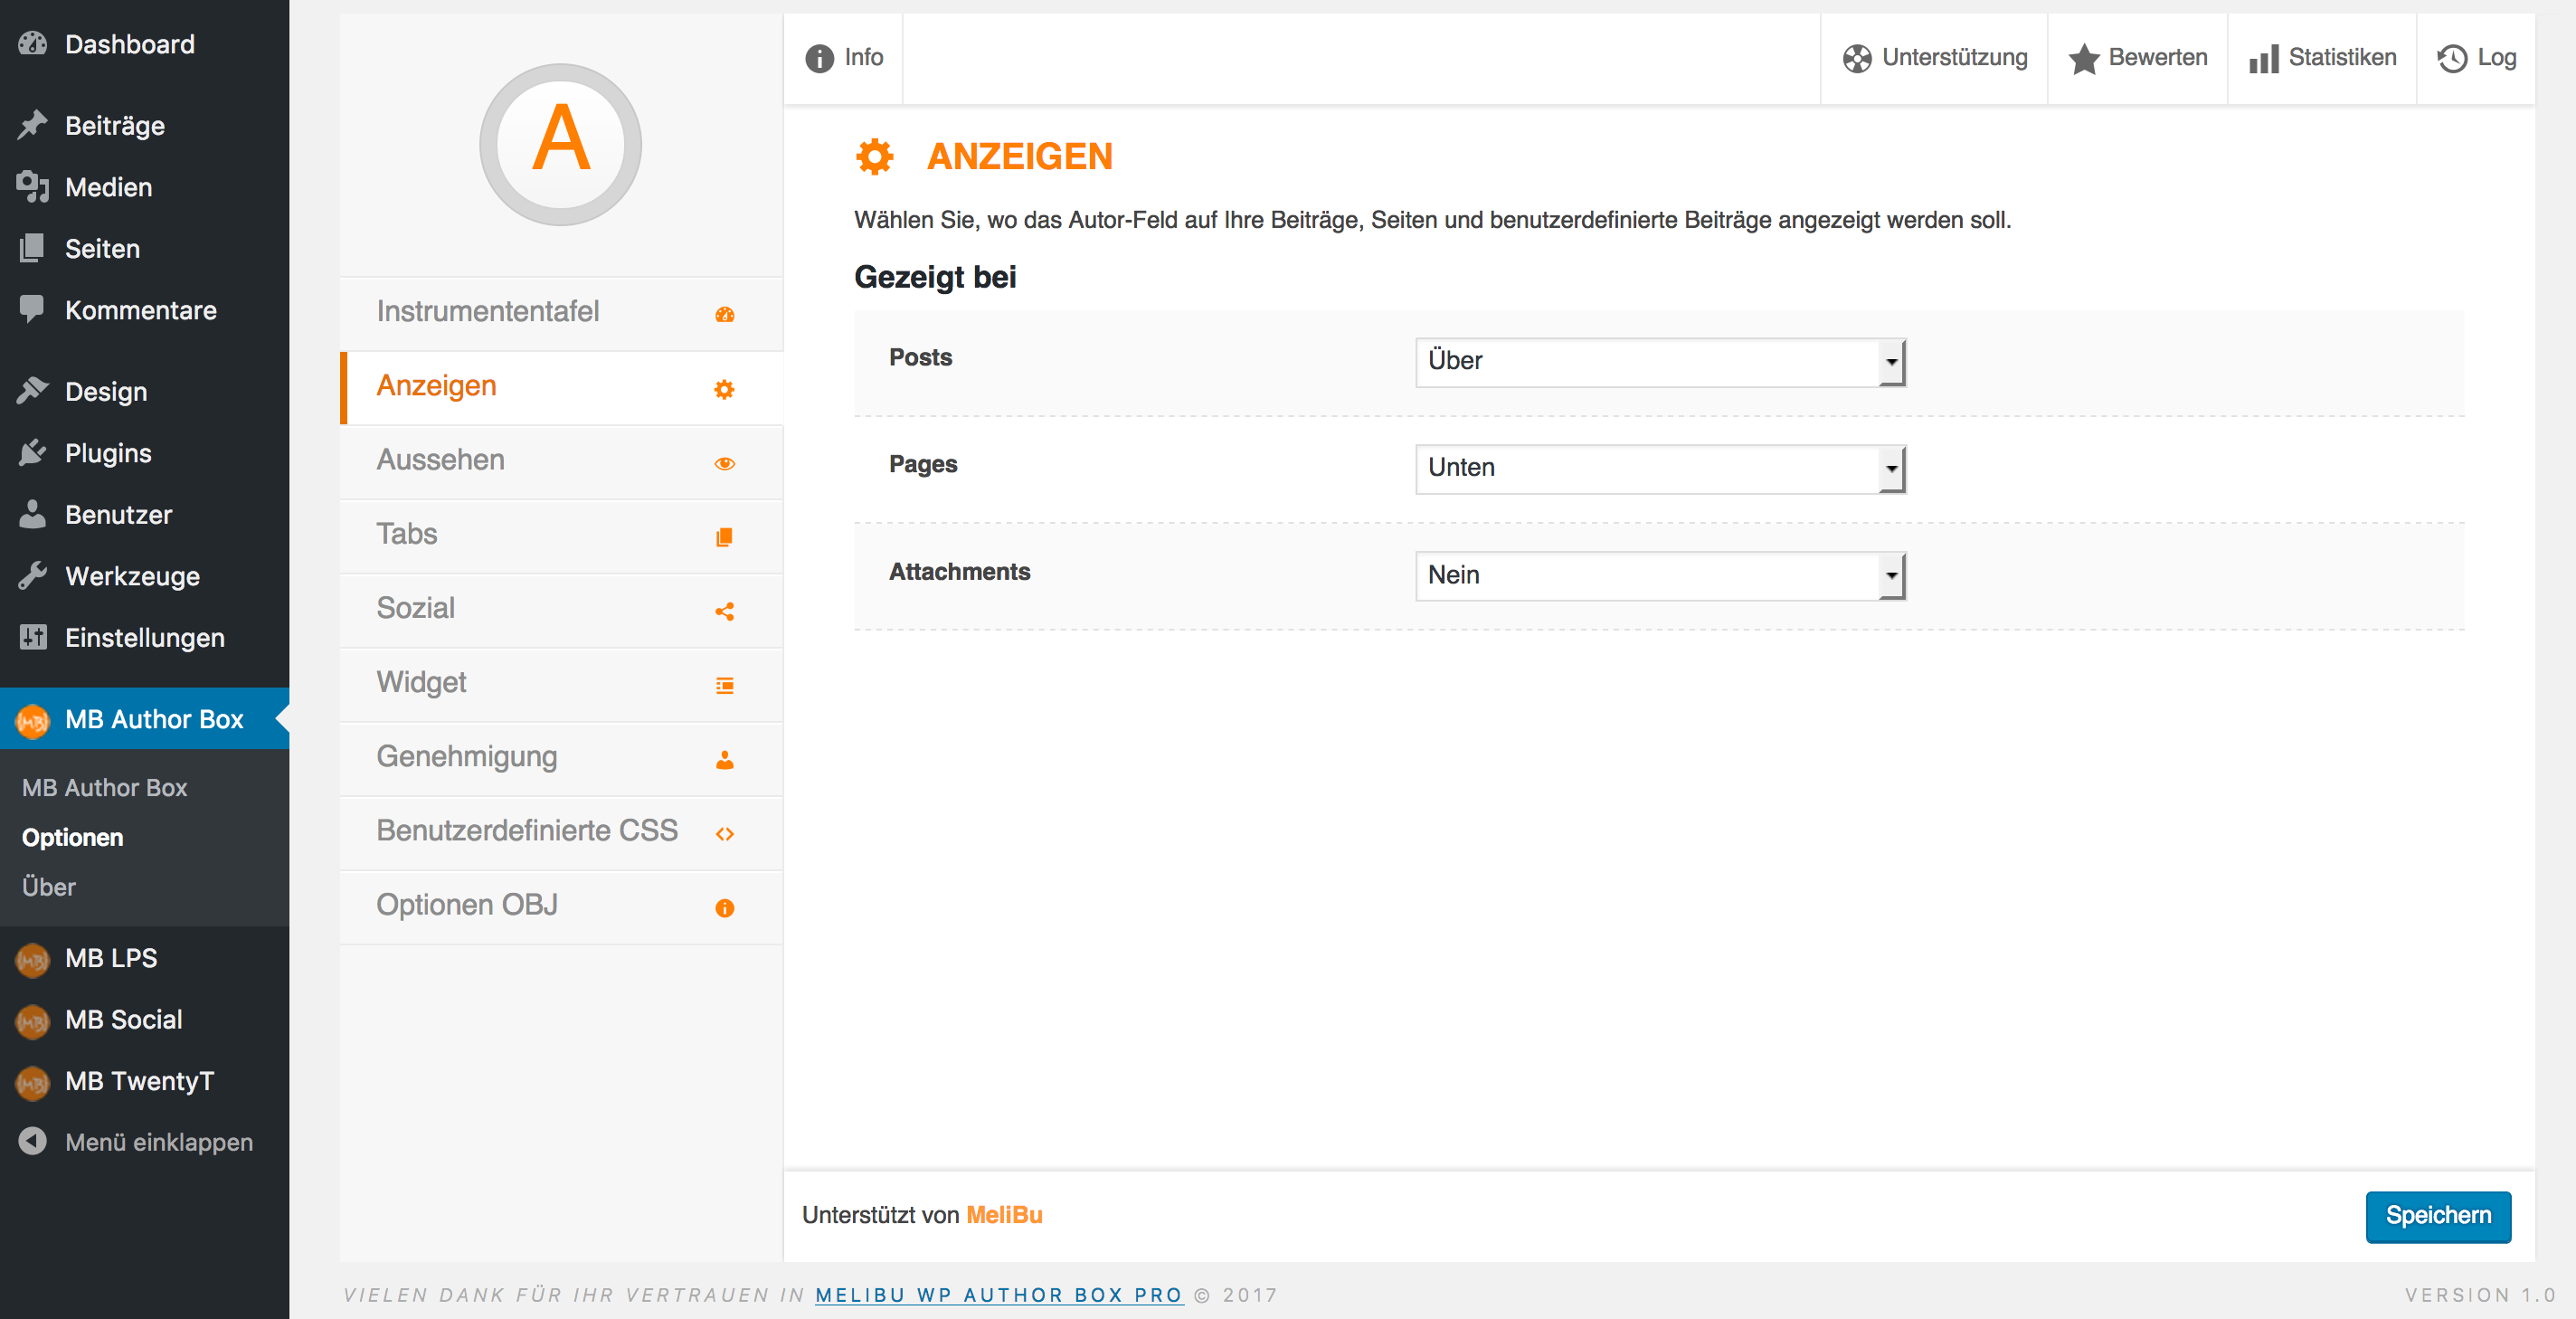 Dashboard
Beiträge
Medien
Seiten
Kommentare
Design
Plugins
Benutzer
Werkzeuge
Einstellungen
MB Author Box
MB Author Box
Optionen
Über
MB LPS
MB Social
MB TwentyT
Menü einklappen
A
Instrumententafel
Anzeigen
Aussehen
Tabs
Sozial
Widget
Genehmigung
Benutzerdefinierte CSS
Optionen OBJ
Info
Unterstützung
Bewerten
Statistiken
Log
ANZEIGEN
Wählen Sie, wo das Autor-Feld auf Ihre Beiträge, Seiten und benutzerdefinierte Beiträge angezeigt werden soll.
Gezeigt bei
Posts Über
Pages Unten
Attachments Nein
Unterstützt von MeliBu
Speichern
VIELEN DANK FÜR IHR VERTRAUEN IN MELIBU WP AUTHOR BOX PRO © 2017
VERSION 1.0